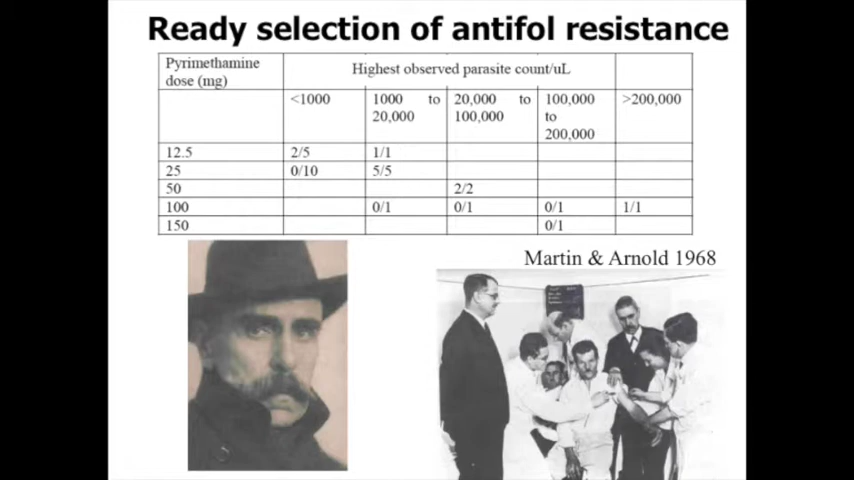 Ready selection of antifol resistance
Pyrimethamine
dose (mg)
Highest observed parasite count/uL
<1000
1000 to
20,000
20,000 to
100,000
100,000
to
200,000
>200,000
12.5 2/5 1/1
25 0/10 5/5
50 2/2
100 0/1 0/1 0/1 1/1
150 0/1
Martin & Arnold 1968